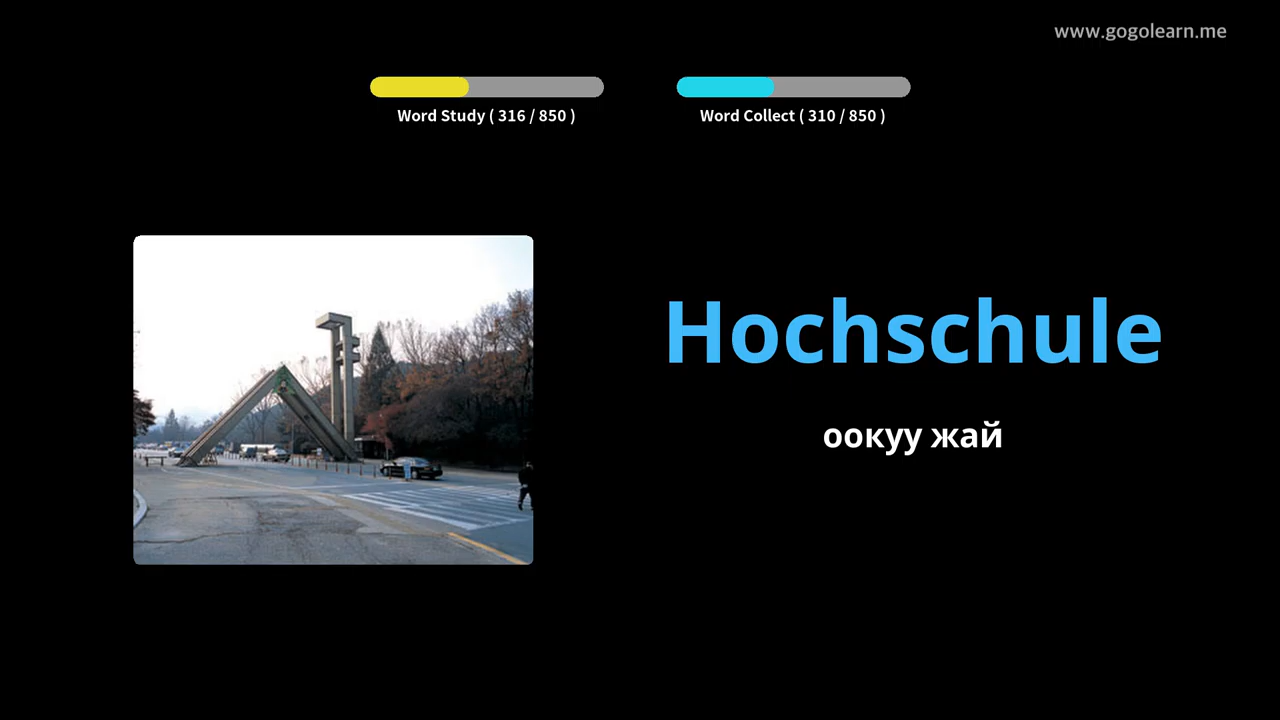 www.gogolearn.me
Word Study ( 316 / 850 )
Word Collect ( 310 / 850 )
Hochschule
оокуу жай